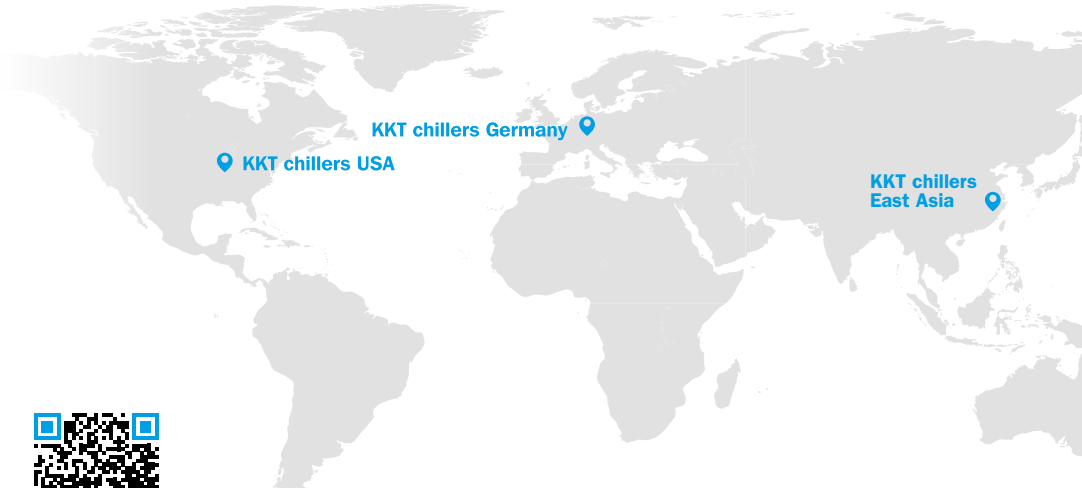 KKT chillers Germany
KKT chillers USA
KKT chillers
East Asia